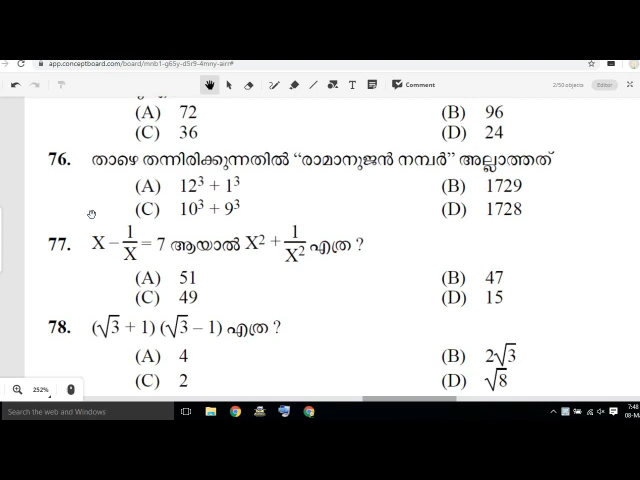 app.conceptboard.com/board/mnb1-g65y-d5r9-4mny-airr#
Comment
2/50 objects
Editor
(A) 72 (B) 96
(C) 36 (D) 24
76. താഴെ തന്നിരിക്കുന്നതിൽ “രാമാനുജൻ നമ്പർ” അല്ലാത്തത്
(A) 12³ + 1³ (B) 1729
(C) 10³ + 9³ (D) 1728
77. X − 1/X = 7 ആയാൽ X² + 1/X² എത്ര ?
(A) 51 (B) 47
(C) 49 (D) 15
78. (√3 + 1) (√3 − 1) എത്ര ?
(A) 4 (B) 2√3
(C) 2 (D) √8
252%
Search the web and Windows
7:48